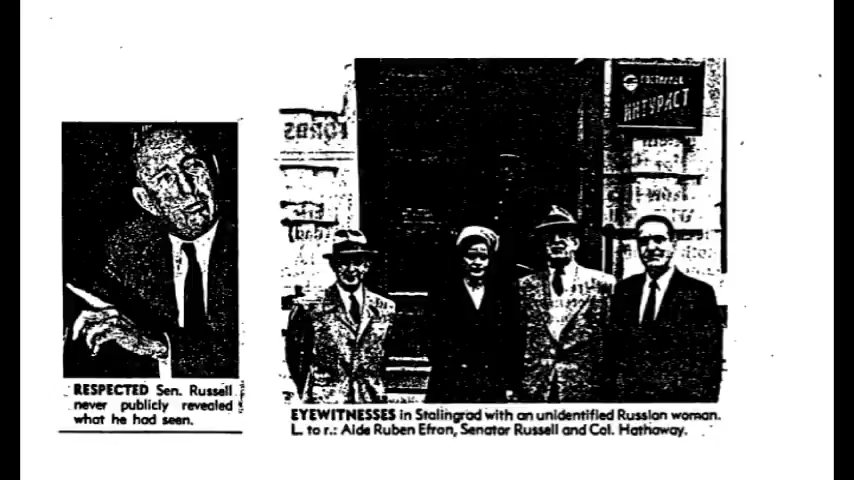 ИНТУРИСТ
RESPECTED Sen. Russell
never publicly revealed
what he had seen.
EYEWITNESSES in Stalingrad with an unidentified Russian woman.
L. to r.: Aide Ruben Efron, Senator Russell and Col. Hathaway.